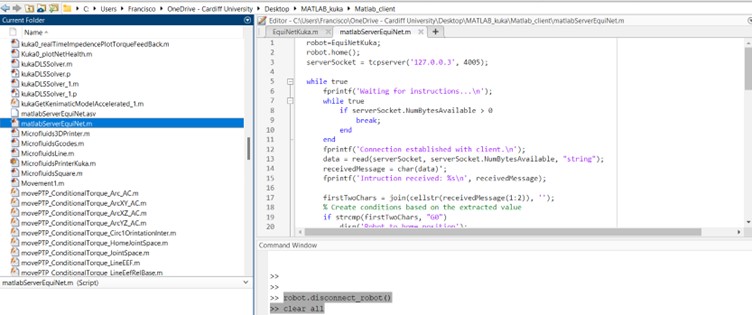 C: > Users > Francisco > OneDrive - Cardiff University > Desktop > MATLAB_kuka > Matlab_client
Current Folder
Name
kuka0_realTimeImpedencePlotTorqueFeedBack.m
Kuka0_plotNetHealth.m
kukaDLSSolver.m
kukaDLSSolver.p
kukaDLSSolver_1.m
kukaDLSSolver_1.p
kukaGetKenimaticModelAccelerated_1.m
matlabServerEquiNet.asv
matlabServerEquiNet.m
Microfluids3DPrinter.m
MicrofluidsGcodes.m
MicrofluidsLine.m
MicrofluidsPrinterKuka.m
MicrofluidsSquare.m
Movement1.m
movePTP_ConditionalTorque_Arc_AC.m
movePTP_ConditionalTorque_ArcXY_AC.m
movePTP_ConditionalTorque_ArcXZ_AC.m
movePTP_ConditionalTorque_ArcYZ_AC.m
movePTP_ConditionalTorque_Circ1OrintationInter.m
movePTP_ConditionalTorque_HomeJointSpace.m
movePTP_ConditionalTorque_JointSpace.m
movePTP_ConditionalTorque_LineEEF.m
movePTP_ConditionalTorque_LineEefRelBase.m
matlabServerEquiNet.m (Script)
Editor - C:\Users\Francisco\OneDrive - Cardiff University\Desktop\MATLAB_kuka\Matlab_client\matlabServerEquiNet.m
EquiNetKuka.m × matlabServerEquiNet.m × +
1 robot=EquiNetKuka;
2 robot.home();
3 serverSocket = tcpserver('127.0.0.3', 4005);
4
5 while true
6 fprintf('Waiting for instructions...\n');
7 while true
8 if serverSocket.NumBytesAvailable > 0
9 break;
10 end
11 end
12 fprintf('Connection established with client.\n');
13 data = read(serverSocket, serverSocket.NumBytesAvailable, "string");
14 receivedMessage = char(data)';
15 fprintf('Intruction received: %s\n', receivedMessage);
16
17 firstTwoChars = join(cellstr(receivedMessage(1:2)), '');
18 % Create conditions based on the extracted value
19 if strcmp(firstTwoChars, "G0")
20 disp('Robot to home position')
Command Window
>>
>>
>> robot.disconnect_robot()
>> clear all